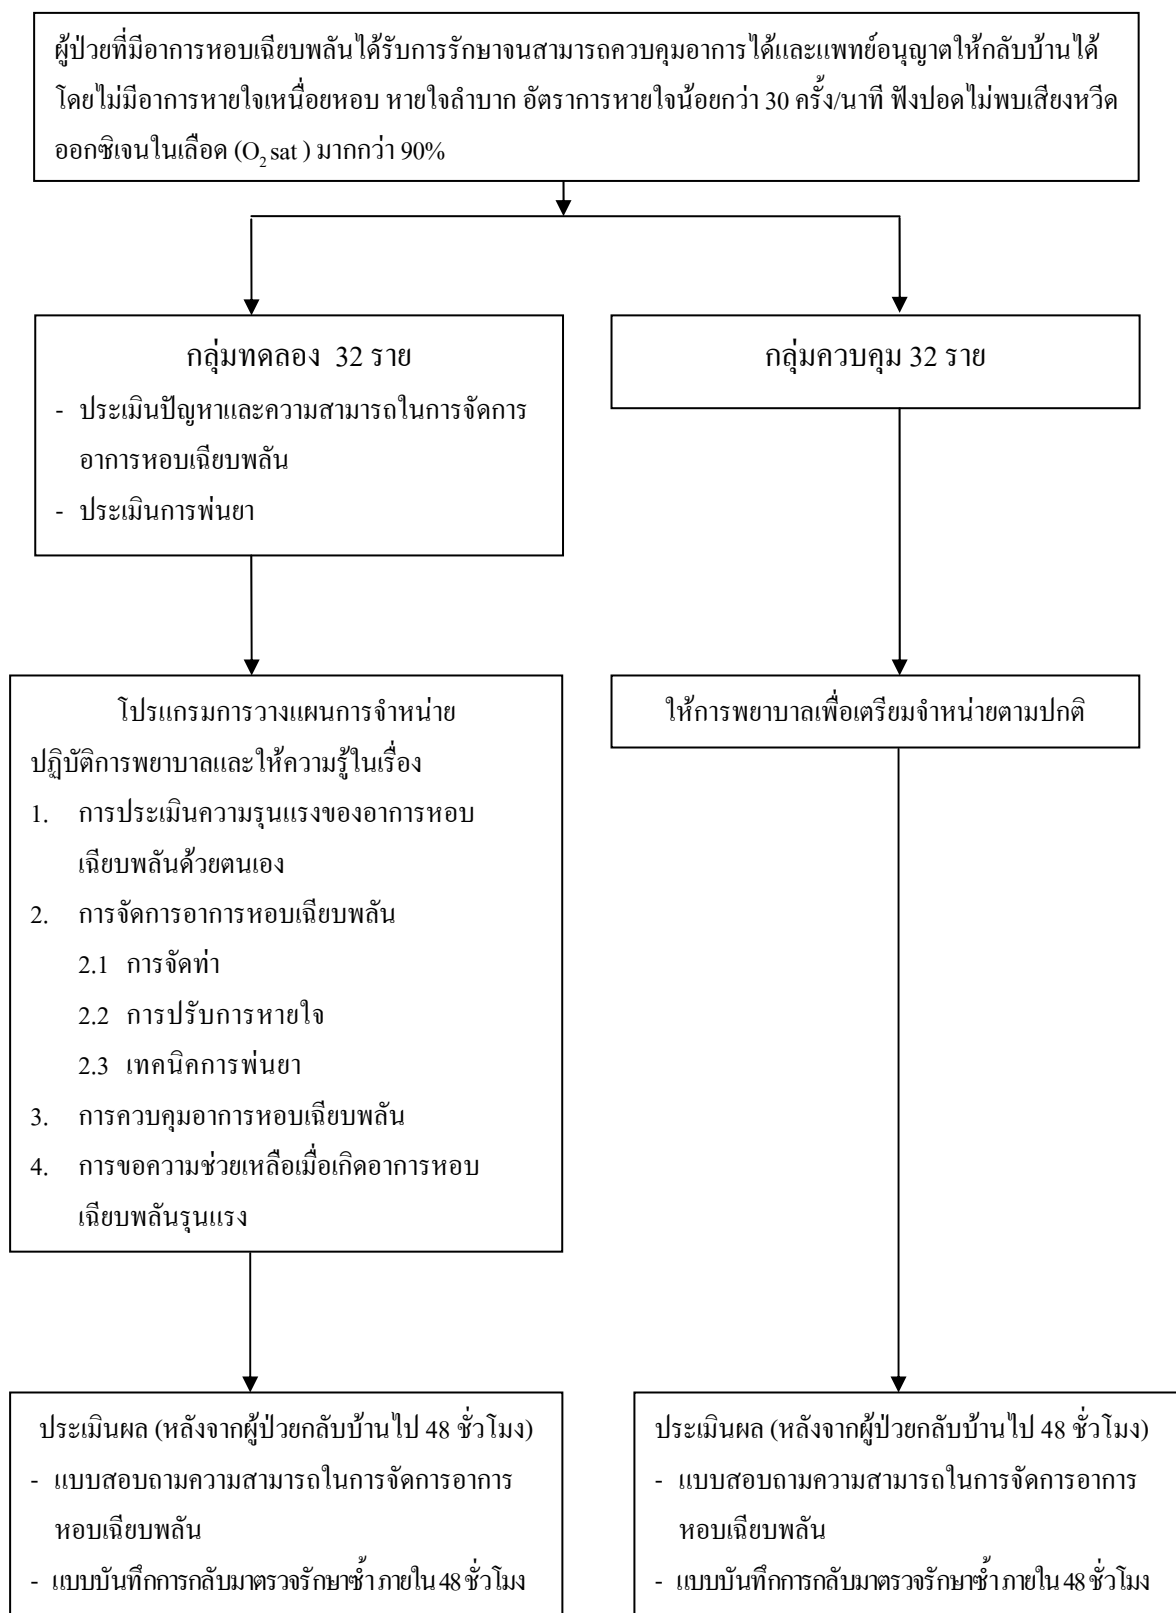 ผู้ป่วยที่มีอาการหอบเฉียบพลันได้รับการรักษาจนสามารถควบคุมอาการได้และแพทย์อนุญาตให้กลับบ้านได้
โดยไม่มีอาการหายใจเหนื่อยหอบ หายใจลำบาก อัตราการหายใจน้อยกว่า 30 ครั้ง/นาที ฟังปอดไม่พบเสียงหวีด
ออกซิเจนในเลือด (O₂ sat ) มากกว่า 90%
กลุ่มทดลอง 32 ราย
- ประเมินปัญหาและความสามารถในการจัดการ
อาการหอบเฉียบพลัน
- ประเมินการพ่นยา
กลุ่มควบคุม 32 ราย
โปรแกรมการวางแผนการจำหน่าย
ปฏิบัติการพยาบาลและให้ความรู้ในเรื่อง
1. การประเมินความรุนแรงของอาการหอบ
เฉียบพลันด้วยตนเอง
2. การจัดการอาการหอบเฉียบพลัน
2.1 การจัดท่า
2.2 การปรับการหายใจ
2.3 เทคนิคการพ่นยา
3. การควบคุมอาการหอบเฉียบพลัน
4. การขอความช่วยเหลือเมื่อเกิดอาการหอบ
เฉียบพลันรุนแรง
ให้การพยาบาลเพื่อเตรียมจำหน่ายตามปกติ
ประเมินผล (หลังจากผู้ป่วยกลับบ้านไป 48 ชั่วโมง)
- แบบสอบถามความสามารถในการจัดการอาการ
หอบเฉียบพลัน
- แบบบันทึกการกลับมาตรวจรักษาซ้ำ ภายใน 48 ชั่วโมง
ประเมินผล (หลังจากผู้ป่วยกลับบ้านไป 48 ชั่วโมง)
- แบบสอบถามความสามารถในการจัดการอาการ
หอบเฉียบพลัน
- แบบบันทึกการกลับมาตรวจรักษาซ้ำ ภายใน 48 ชั่วโมง